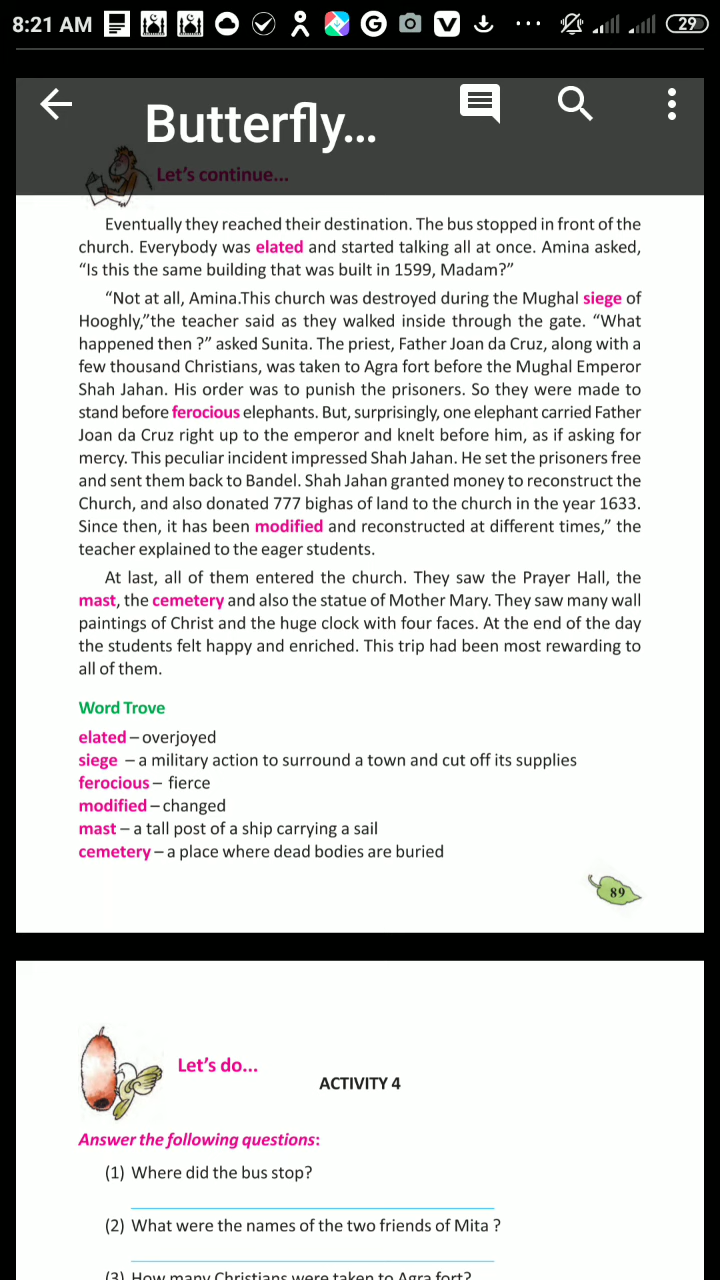 8:21 AM
29
Butterfly...
Let's continue...
Eventually they reached their destination. The bus stopped in front of the
church. Everybody was elated and started talking all at once. Amina asked,
“Is this the same building that was built in 1599, Madam?”
“Not at all, Amina.This church was destroyed during the Mughal siege of
Hooghly,”the teacher said as they walked inside through the gate. “What
happened then ?” asked Sunita. The priest, Father Joan da Cruz, along with a
few thousand Christians, was taken to Agra fort before the Mughal Emperor
Shah Jahan. His order was to punish the prisoners. So they were made to
stand before ferocious elephants. But, surprisingly, one elephant carried Father
Joan da Cruz right up to the emperor and knelt before him, as if asking for
mercy. This peculiar incident impressed Shah Jahan. He set the prisoners free
and sent them back to Bandel. Shah Jahan granted money to reconstruct the
Church, and also donated 777 bighas of land to the church in the year 1633.
Since then, it has been modified and reconstructed at different times,” the
teacher explained to the eager students.
At last, all of them entered the church. They saw the Prayer Hall, the
mast, the cemetery and also the statue of Mother Mary. They saw many wall
paintings of Christ and the huge clock with four faces. At the end of the day
the students felt happy and enriched. This trip had been most rewarding to
all of them.
Word Trove
elated – overjoyed
siege – a military action to surround a town and cut off its supplies
ferocious – fierce
modified – changed
mast – a tall post of a ship carrying a sail
cemetery – a place where dead bodies are buried
89
Let's do...
ACTIVITY 4
Answer the following questions:
(1) Where did the bus stop?
(2) What were the names of the two friends of Mita ?
(3) How many Christians were taken to Agra fort?